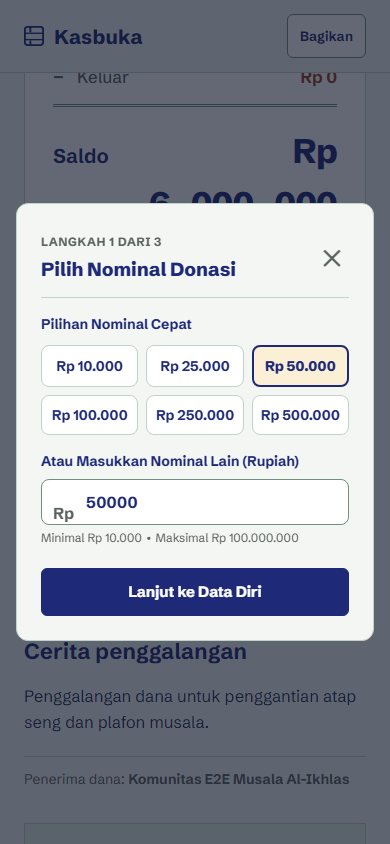 Kasbuka
Bagikan
– Keluar Rp 0
Saldo Rp
6.000.000
LANGKAH 1 DARI 3
Pilih Nominal Donasi
Pilihan Nominal Cepat
Rp 10.000 Rp 25.000 Rp 50.000
Rp 100.000 Rp 250.000 Rp 500.000
Atau Masukkan Nominal Lain (Rupiah)
Rp 50000
Minimal Rp 10.000 • Maksimal Rp 100.000.000
Lanjut ke Data Diri
Cerita penggalangan
Penggalangan dana untuk penggantian atap
seng dan plafon musala.
Penerima dana: Komunitas E2E Musala Al-Ikhlas